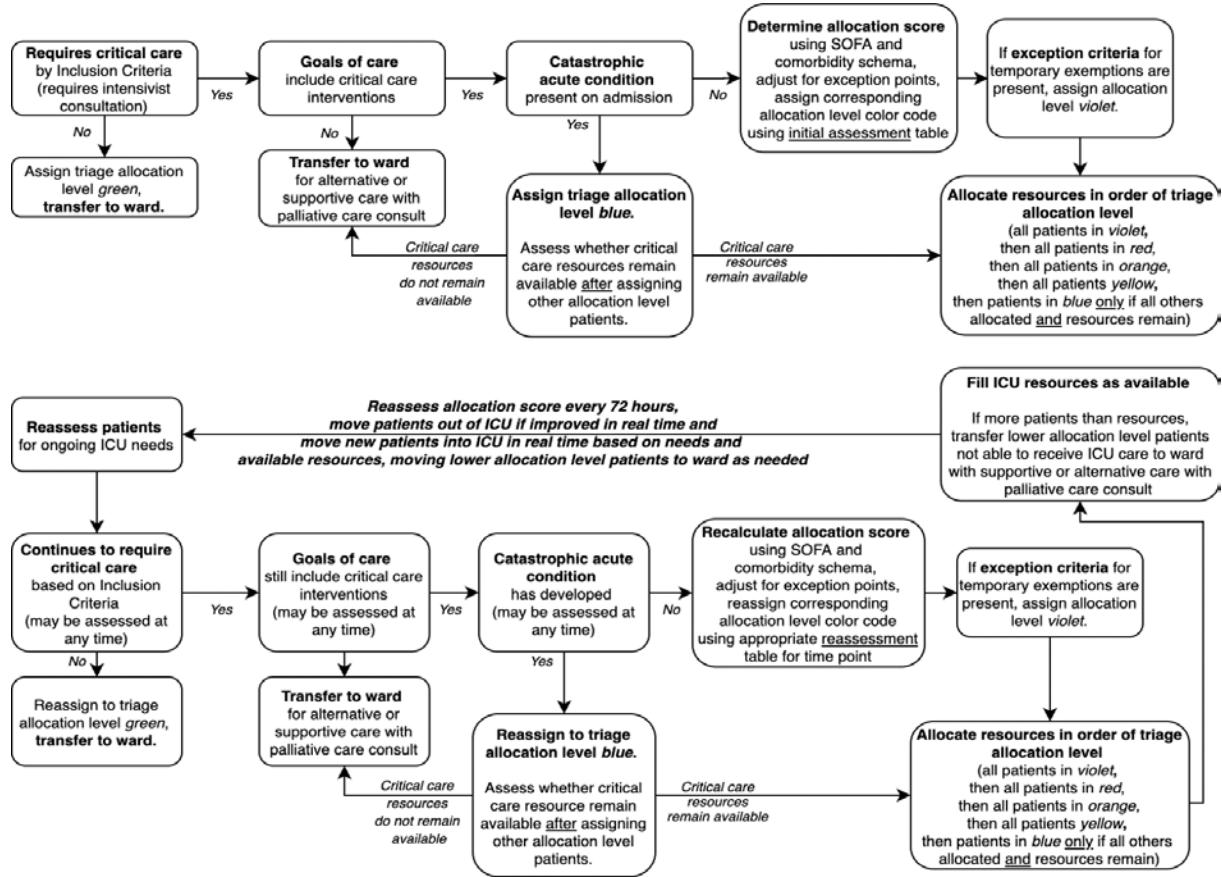 Requires critical care
by Inclusion Criteria
(requires intensivist
consultation)
Yes
Goals of care
include critical care
interventions
Yes
Catastrophic
acute condition
present on admission
No
Determine allocation score
using SOFA and
comorbidity schema,
adjust for exception points,
assign corresponding
allocation level color code
using initial assessment table
If exception criteria for
temporary exemptions are
present, assign allocation
level violet.
No
Assign triage allocation
level green,
transfer to ward.
No
Transfer to ward
for alternative or
supportive care with
palliative care consult
Yes
Assign triage allocation
level blue.
Assess whether critical
care resources remain
available after assigning
other allocation level
patients.
Critical care
resources
do not remain
available
Critical care
resources
remain available
Allocate resources in order of triage
allocation level
(all patients in violet,
then all patients in red,
then all patients in orange,
then all patients yellow,
then patients in blue only if all others
allocated and resources remain)
Fill ICU resources as available
If more patients than resources,
transfer lower allocation level patients
not able to receive ICU care to ward
with supportive or alternative care with
palliative care consult
Reassess allocation score every 72 hours,
move patients out of ICU if improved in real time and
move new patients into ICU in real time based on needs and
available resources, moving lower allocation level patients to ward as needed
Reassess patients
for ongoing ICU needs
Continues to require
critical care
based on Inclusion
Criteria
(may be assessed at
any time)
Yes
Goals of care
still include critical care
interventions
(may be assessed at
any time)
Yes
Catastrophic acute
condition
has developed
(may be assessed at
any time)
No
Recalculate allocation score
using SOFA and
comorbidity schema,
adjust for exception points,
reassign corresponding
allocation level color code
using appropriate reassessment
table for time point
If exception criteria for
temporary exemptions are
present, assign allocation
level violet.
No
Reassign to triage
allocation level green,
transfer to ward.
Transfer to ward
for alternative or
supportive care with
palliative care consult
Yes
Reassign to triage
allocation level blue.
Assess whether critical
care resource remain
available after assigning
other allocation level
patients.
Critical care
resources
do not remain
available
Critical care
resources
remain available
Allocate resources in order of triage
allocation level
(all patients in violet,
then all patients in red,
then all patients in orange,
then all patients yellow,
then patients in blue only if all others
allocated and resources remain)